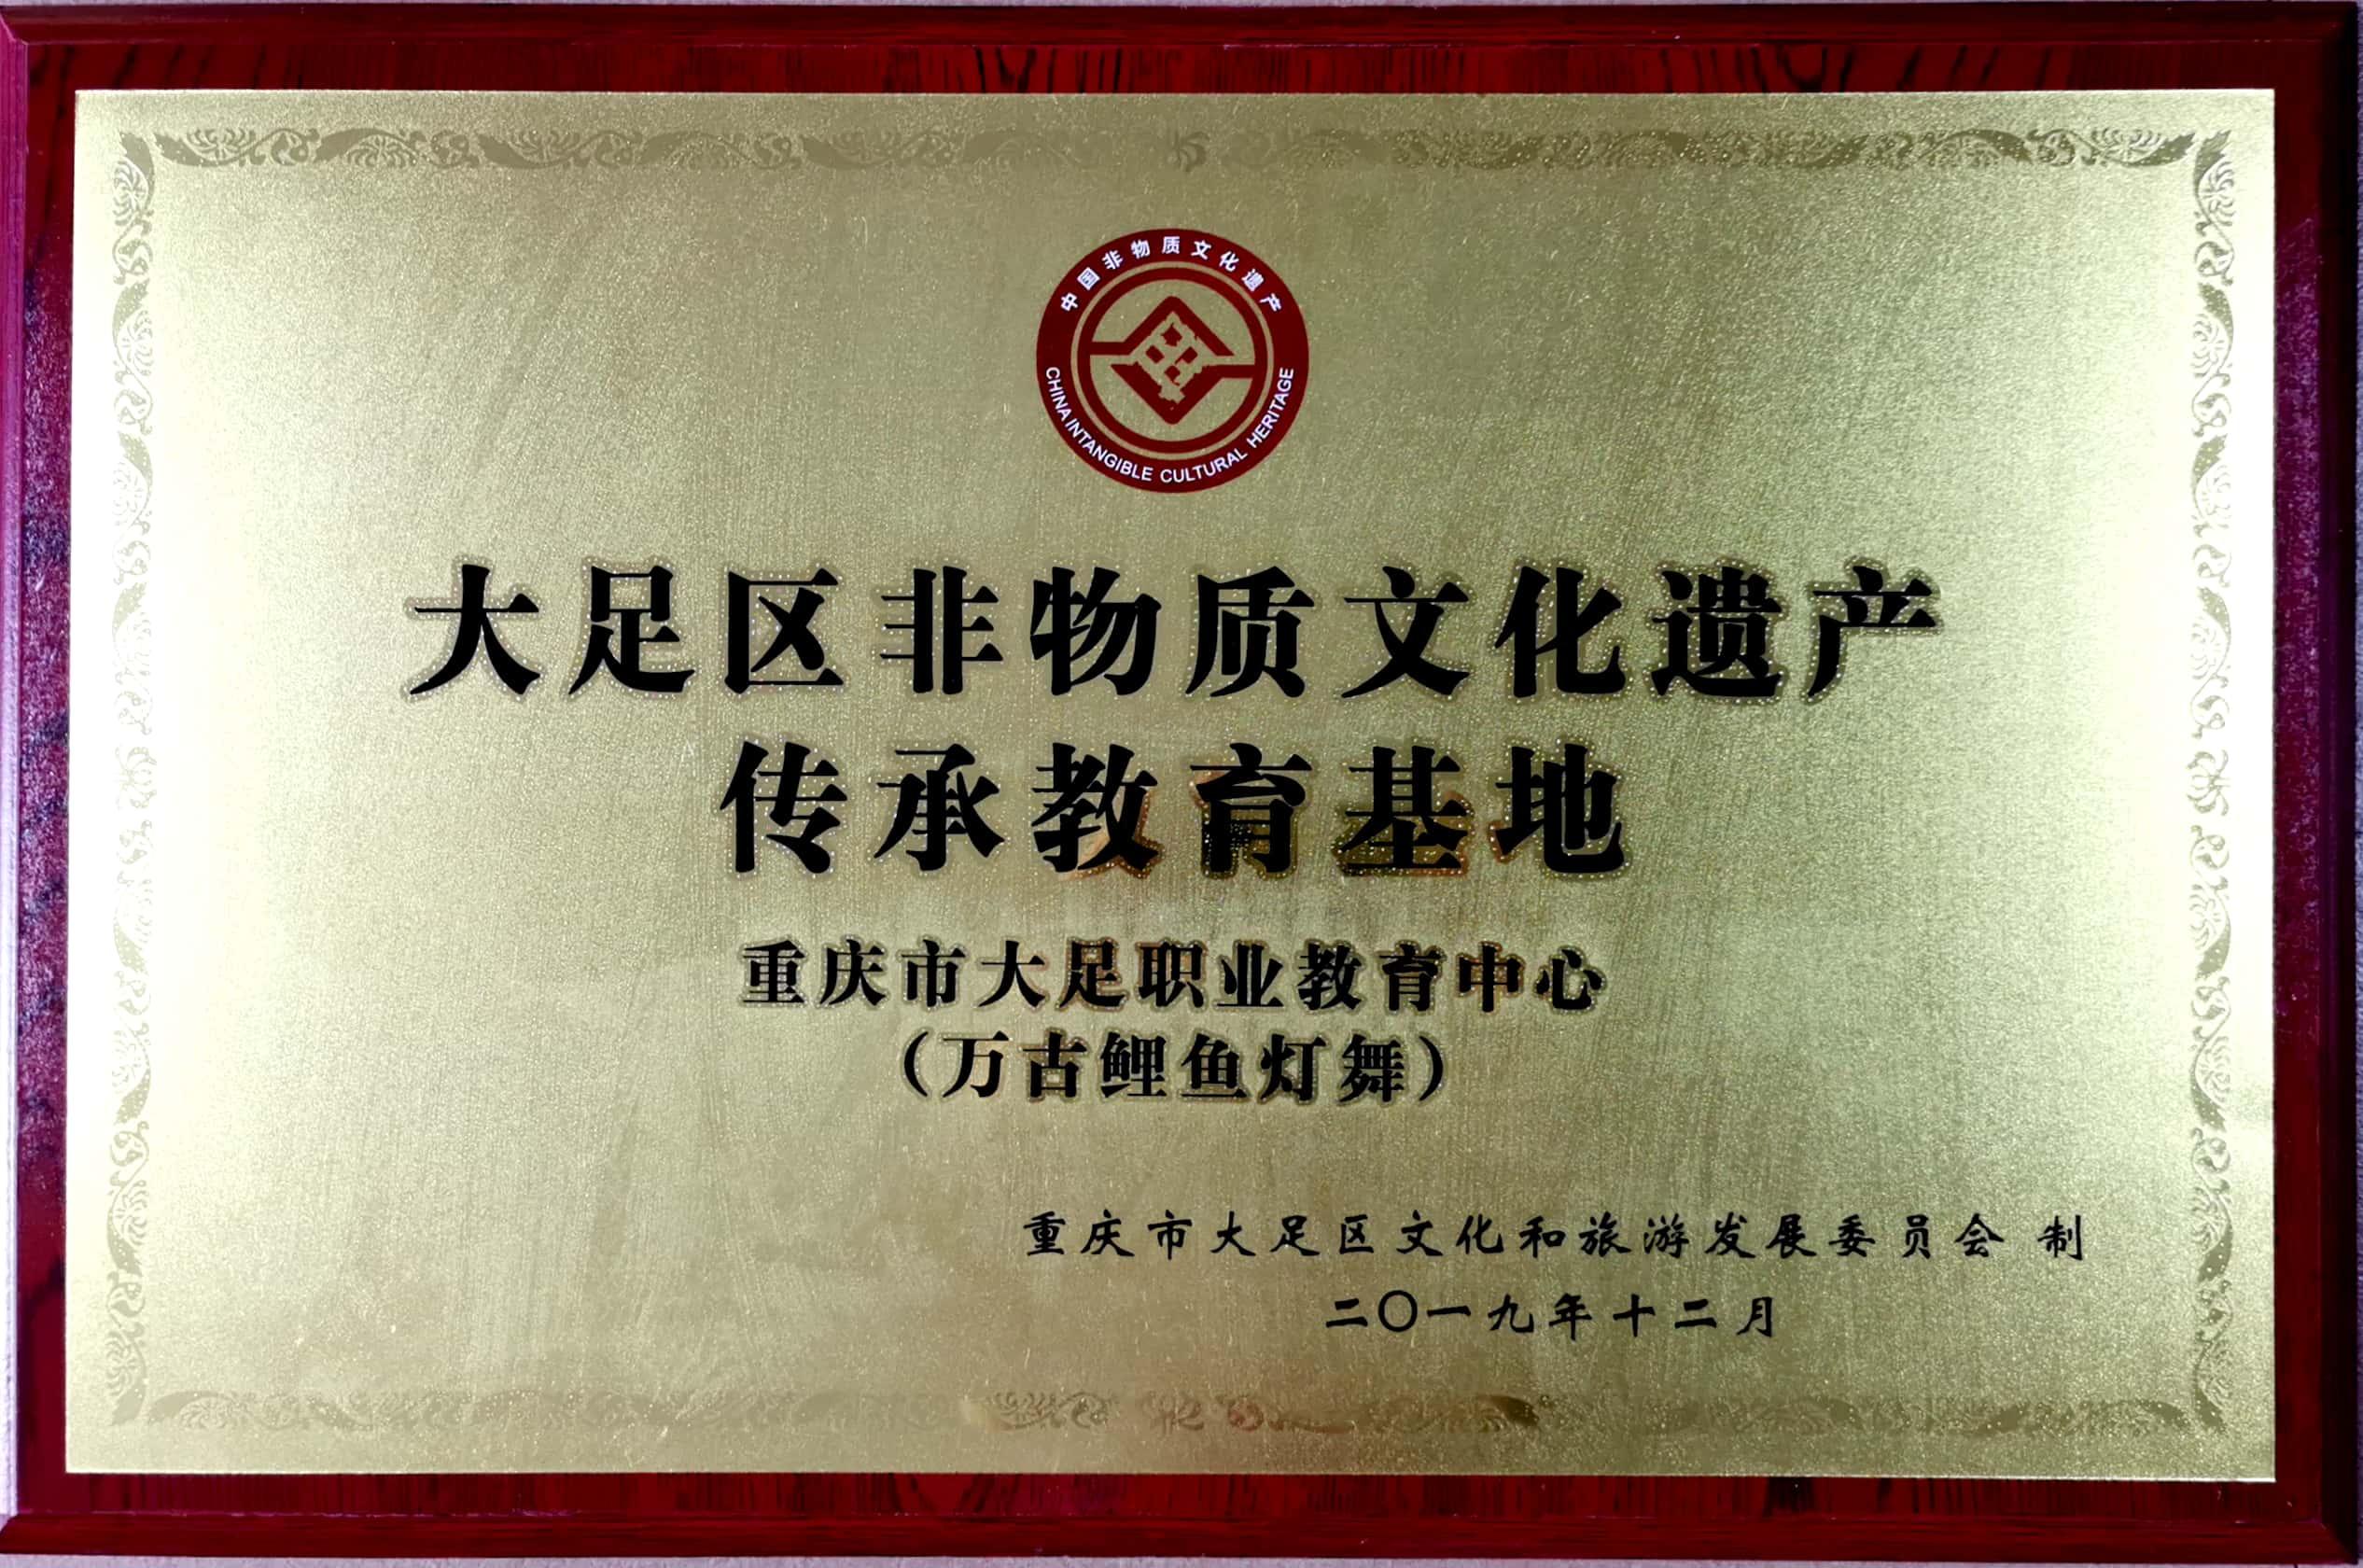 中国非物质文化遗产
CHINA INTANGIBLE CULTURAL HERITAGE
大足区非物质文化遗产
传承教育基地
重庆市大足职业教育中心
（万古鲤鱼灯舞）
重庆市大足区文化和旅游发展委员会 制
二〇一九年十二月